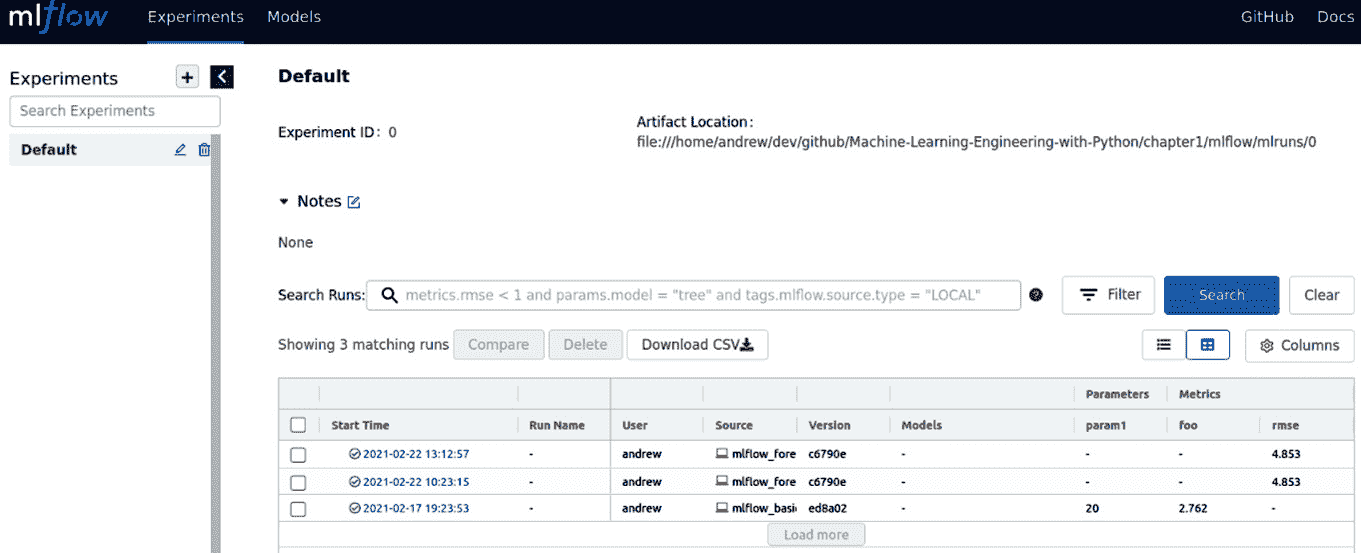 mlflow Experiments Models GitHub Docs
Experiments +
Search Experiments
Default
Default
Experiment ID: 0
Artifact Location:
file:///home/andrew/dev/github/Machine-Learning-Engineering-with-Python/chapter1/mlflow/mlruns/0
Notes
None
Search Runs: metrics.rmse < 1 and params.model = "tree" and tags.mlflow.source.type = "LOCAL" ? Filter Search Clear
Showing 3 matching runs Compare Delete Download CSV Columns
Parameters Metrics
Start Time Run Name User Source Version Models param1 foo rmse
2021-02-22 13:12:57 - andrew mlflow_fore c6790e - - - 4.853
2021-02-22 10:23:15 - andrew mlflow_fore c6790e - - - 4.853
2021-02-17 19:23:53 - andrew mlflow_basi ed8a02 - 20 2.762 -
Load more